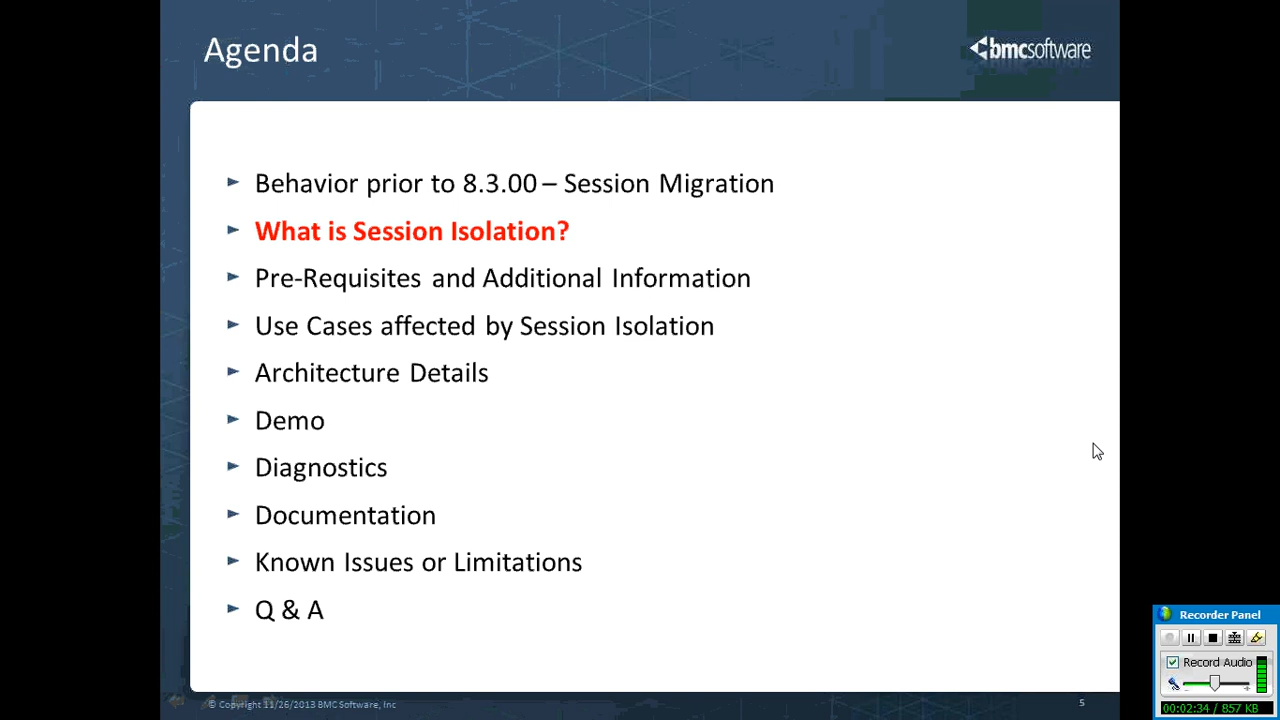 Agenda
bmcsoftware
Behavior prior to 8.3.00 – Session Migration
What is Session Isolation?
Pre-Requisites and Additional Information
Use Cases affected by Session Isolation
Architecture Details
Demo
Diagnostics
Documentation
Known Issues or Limitations
Q & A
© Copyright 11/26/2013 BMC Software, Inc
5
Recorder Panel
Record Audio
00:02:34 / 857 KB